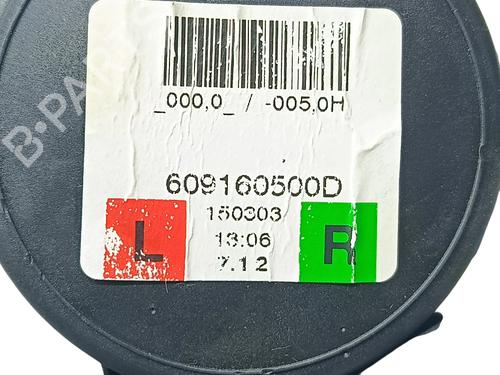 _000,0_ / -005,0H
609160500D
150303
13:06
7.12
L R
B-PARTS